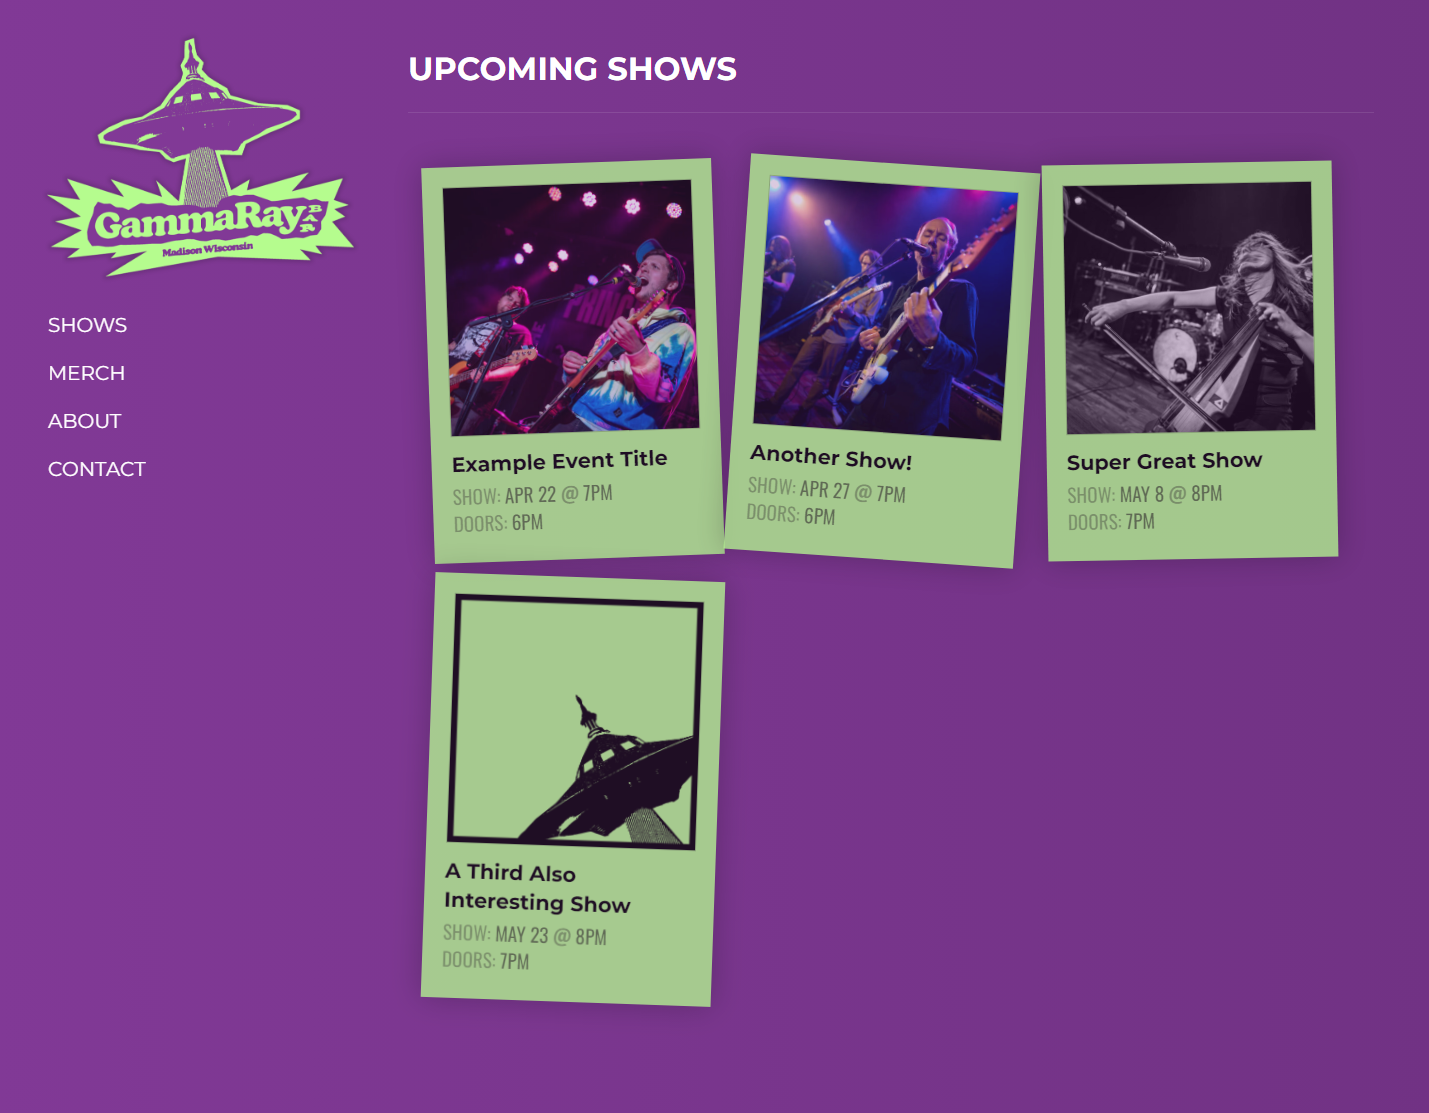 GammaRay
BAR
Madison Wisconsin
SHOWS
MERCH
ABOUT
CONTACT
UPCOMING SHOWS
Example Event Title
SHOW: APR 22 @ 7PM
DOORS: 6PM
Another Show!
SHOW: APR 27 @ 7PM
DOORS: 6PM
Super Great Show
SHOW: MAY 8 @ 8PM
DOORS: 7PM
A Third Also
Interesting Show
SHOW: MAY 23 @ 8PM
DOORS: 7PM